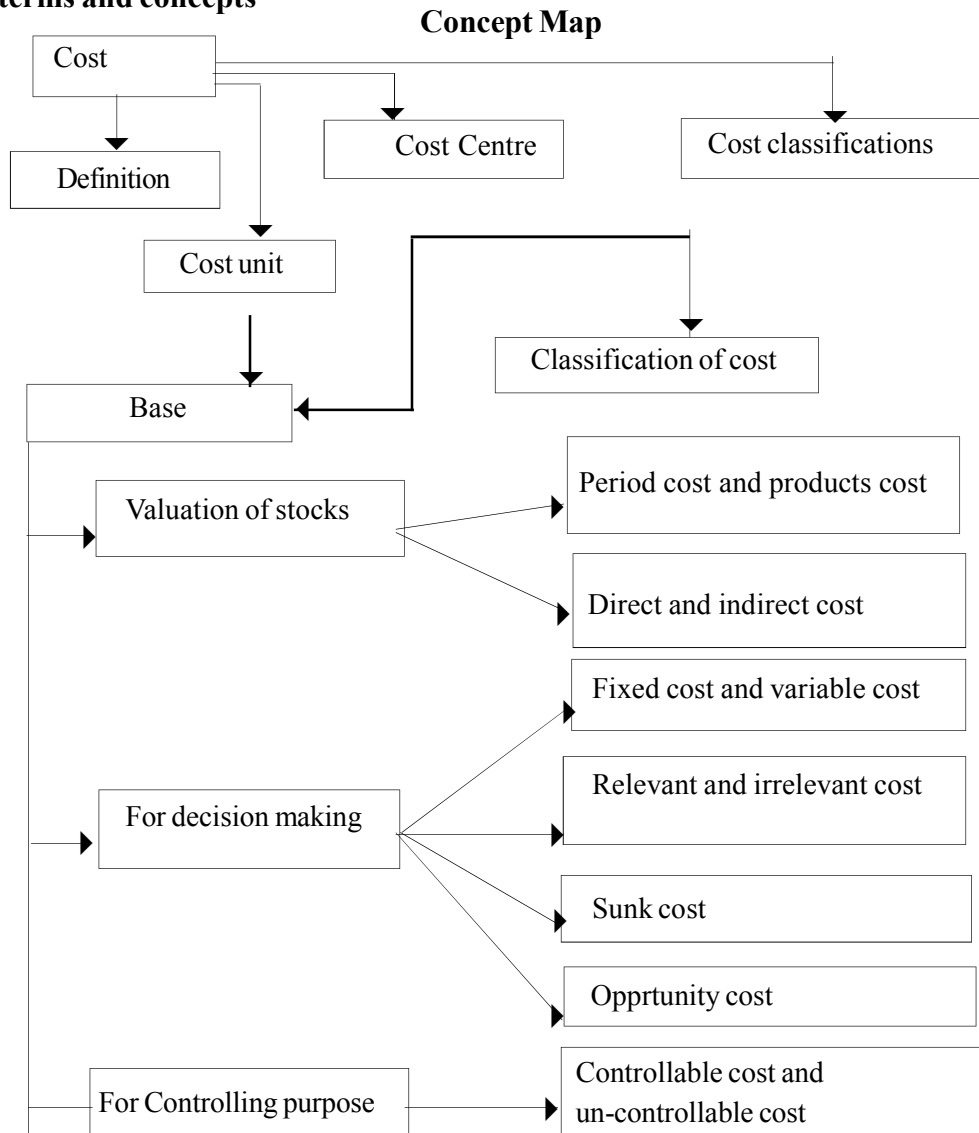 terms and concepts
Concept Map
Cost
Cost Centre
Cost classifications
Definition
Cost unit
Classification of cost
Base
Valuation of stocks
Period cost and products cost
Direct and indirect cost
For decision making
Fixed cost and variable cost
Relevant and irrelevant cost
Sunk cost
Opprtunity cost
For Controlling purpose
Controllable cost and
un-controllable cost